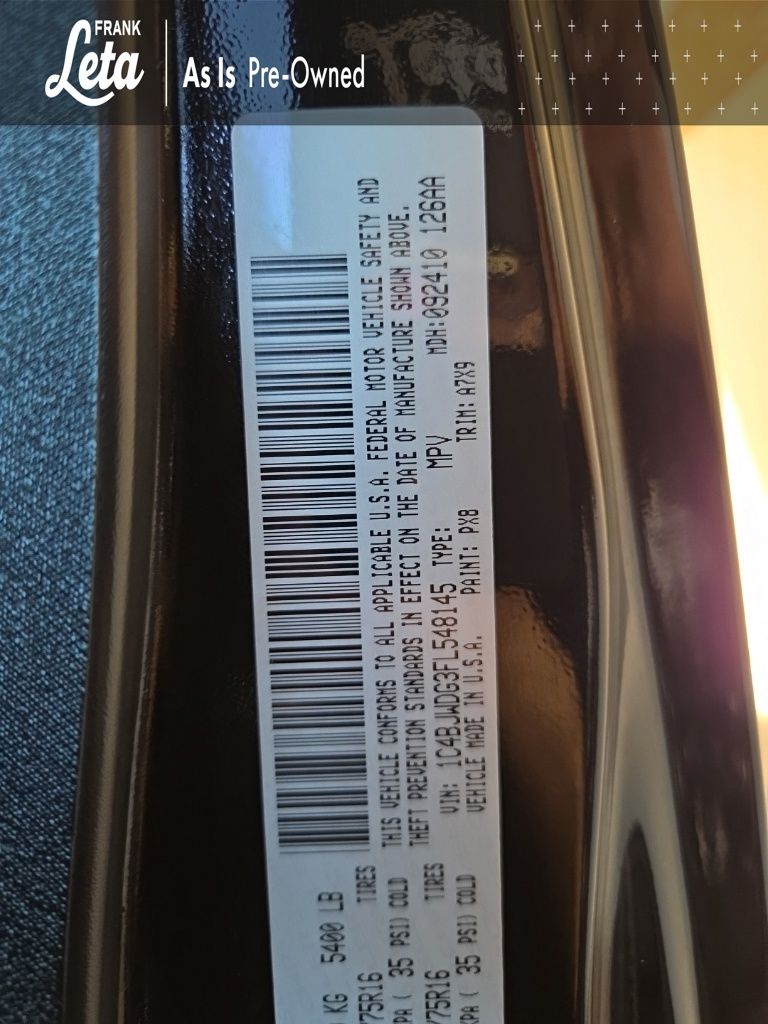 FRANK
Leta
As Is Pre-Owned
KG 5400 LB
75R16 TIRES
KPA ( 35 PSI) COLD
/75R16 TIRES
KPA ( 35 PSI) COLD
THIS VEHICLE CONFORMS TO ALL APPLICABLE U.S.A. FEDERAL MOTOR VEHICLE SAFETY AND
THEFT PREVENTION STANDARDS IN EFFECT ON THE DATE OF MANUFACTURE SHOWN ABOVE.
VIN: 1C4BJWDG3FL548145 TYPE: MPV MDH:092410 126AA
VEHICLE MADE IN U.S.A. PAINT: PX8 TRIM: A7X9